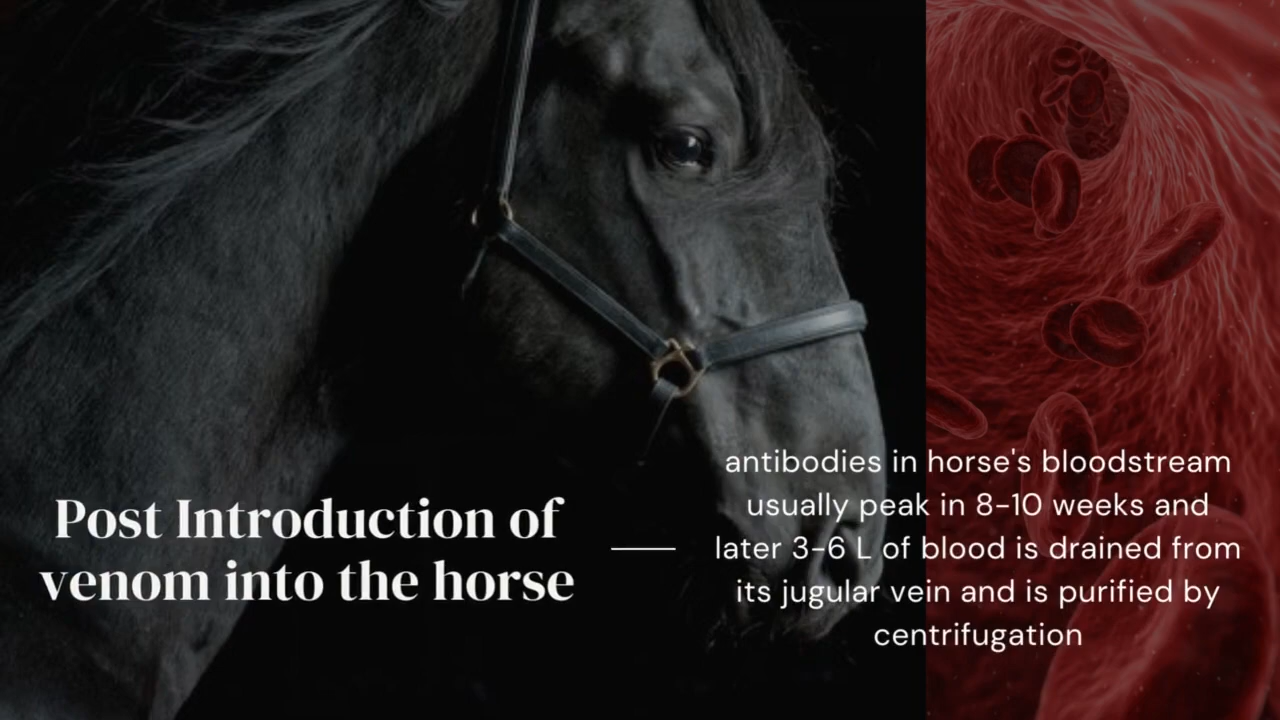 Post Introduction of
venom into the horse
antibodies in horse's bloodstream
usually peak in 8-10 weeks and
later 3-6 L of blood is drained from
its jugular vein and is purified by
centrifugation